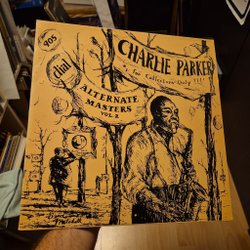 905
dial
CHARLIE PARKER
for Collectors Only !!!
ALTERNATE
MASTERS
VOL 2